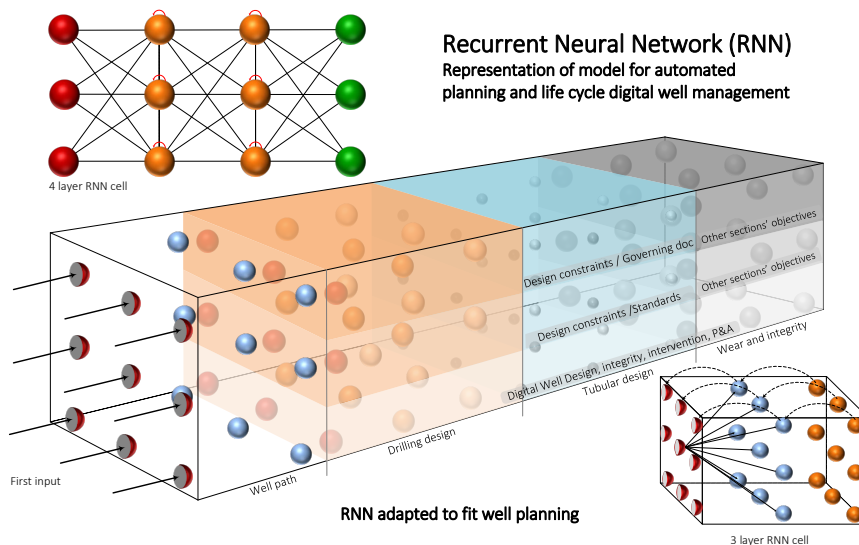 Recurrent Neural Network (RNN)
Representation of model for automated
planning and life cycle digital well management
4 layer RNN cell
Design constraints / Governing doc
Other sections' objectives
Design constraints /Standards
Other sections' objectives
Digital Well Design, integrity, intervention, P&A
Wear and integrity
Tubular design
Drilling design
Well path
First input
RNN adapted to fit well planning
3 layer RNN cell